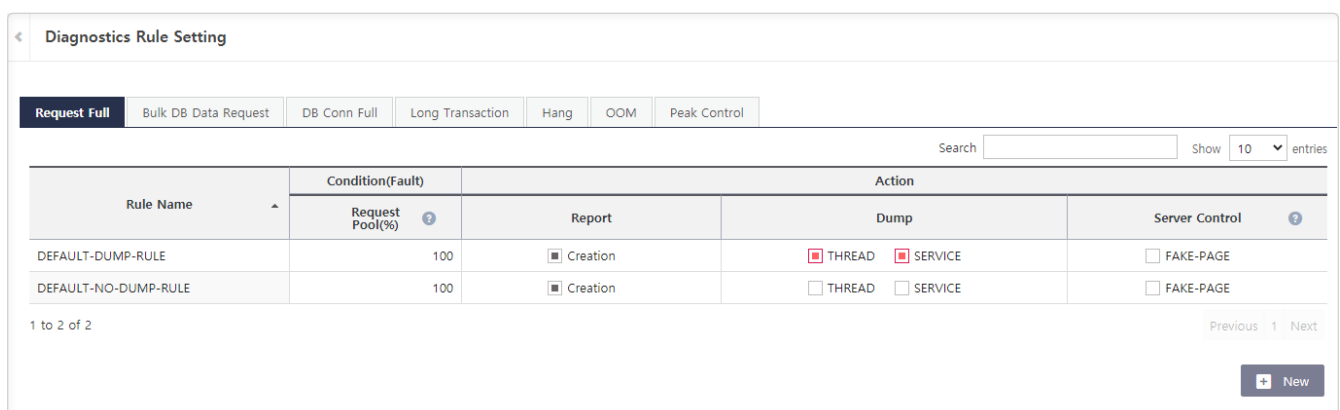 Diagnostics Rule Setting
Request Full Bulk DB Data Request DB Conn Full Long Transaction Hang OOM Peak Control
Search Show 10 entries
Rule Name Condition(Fault) Action
Request Pool(%) ? Report Dump Server Control ?
DEFAULT-DUMP-RULE 100 Creation THREAD SERVICE FAKE-PAGE
DEFAULT-NO-DUMP-RULE 100 Creation THREAD SERVICE FAKE-PAGE
1 to 2 of 2 Previous 1 Next
New